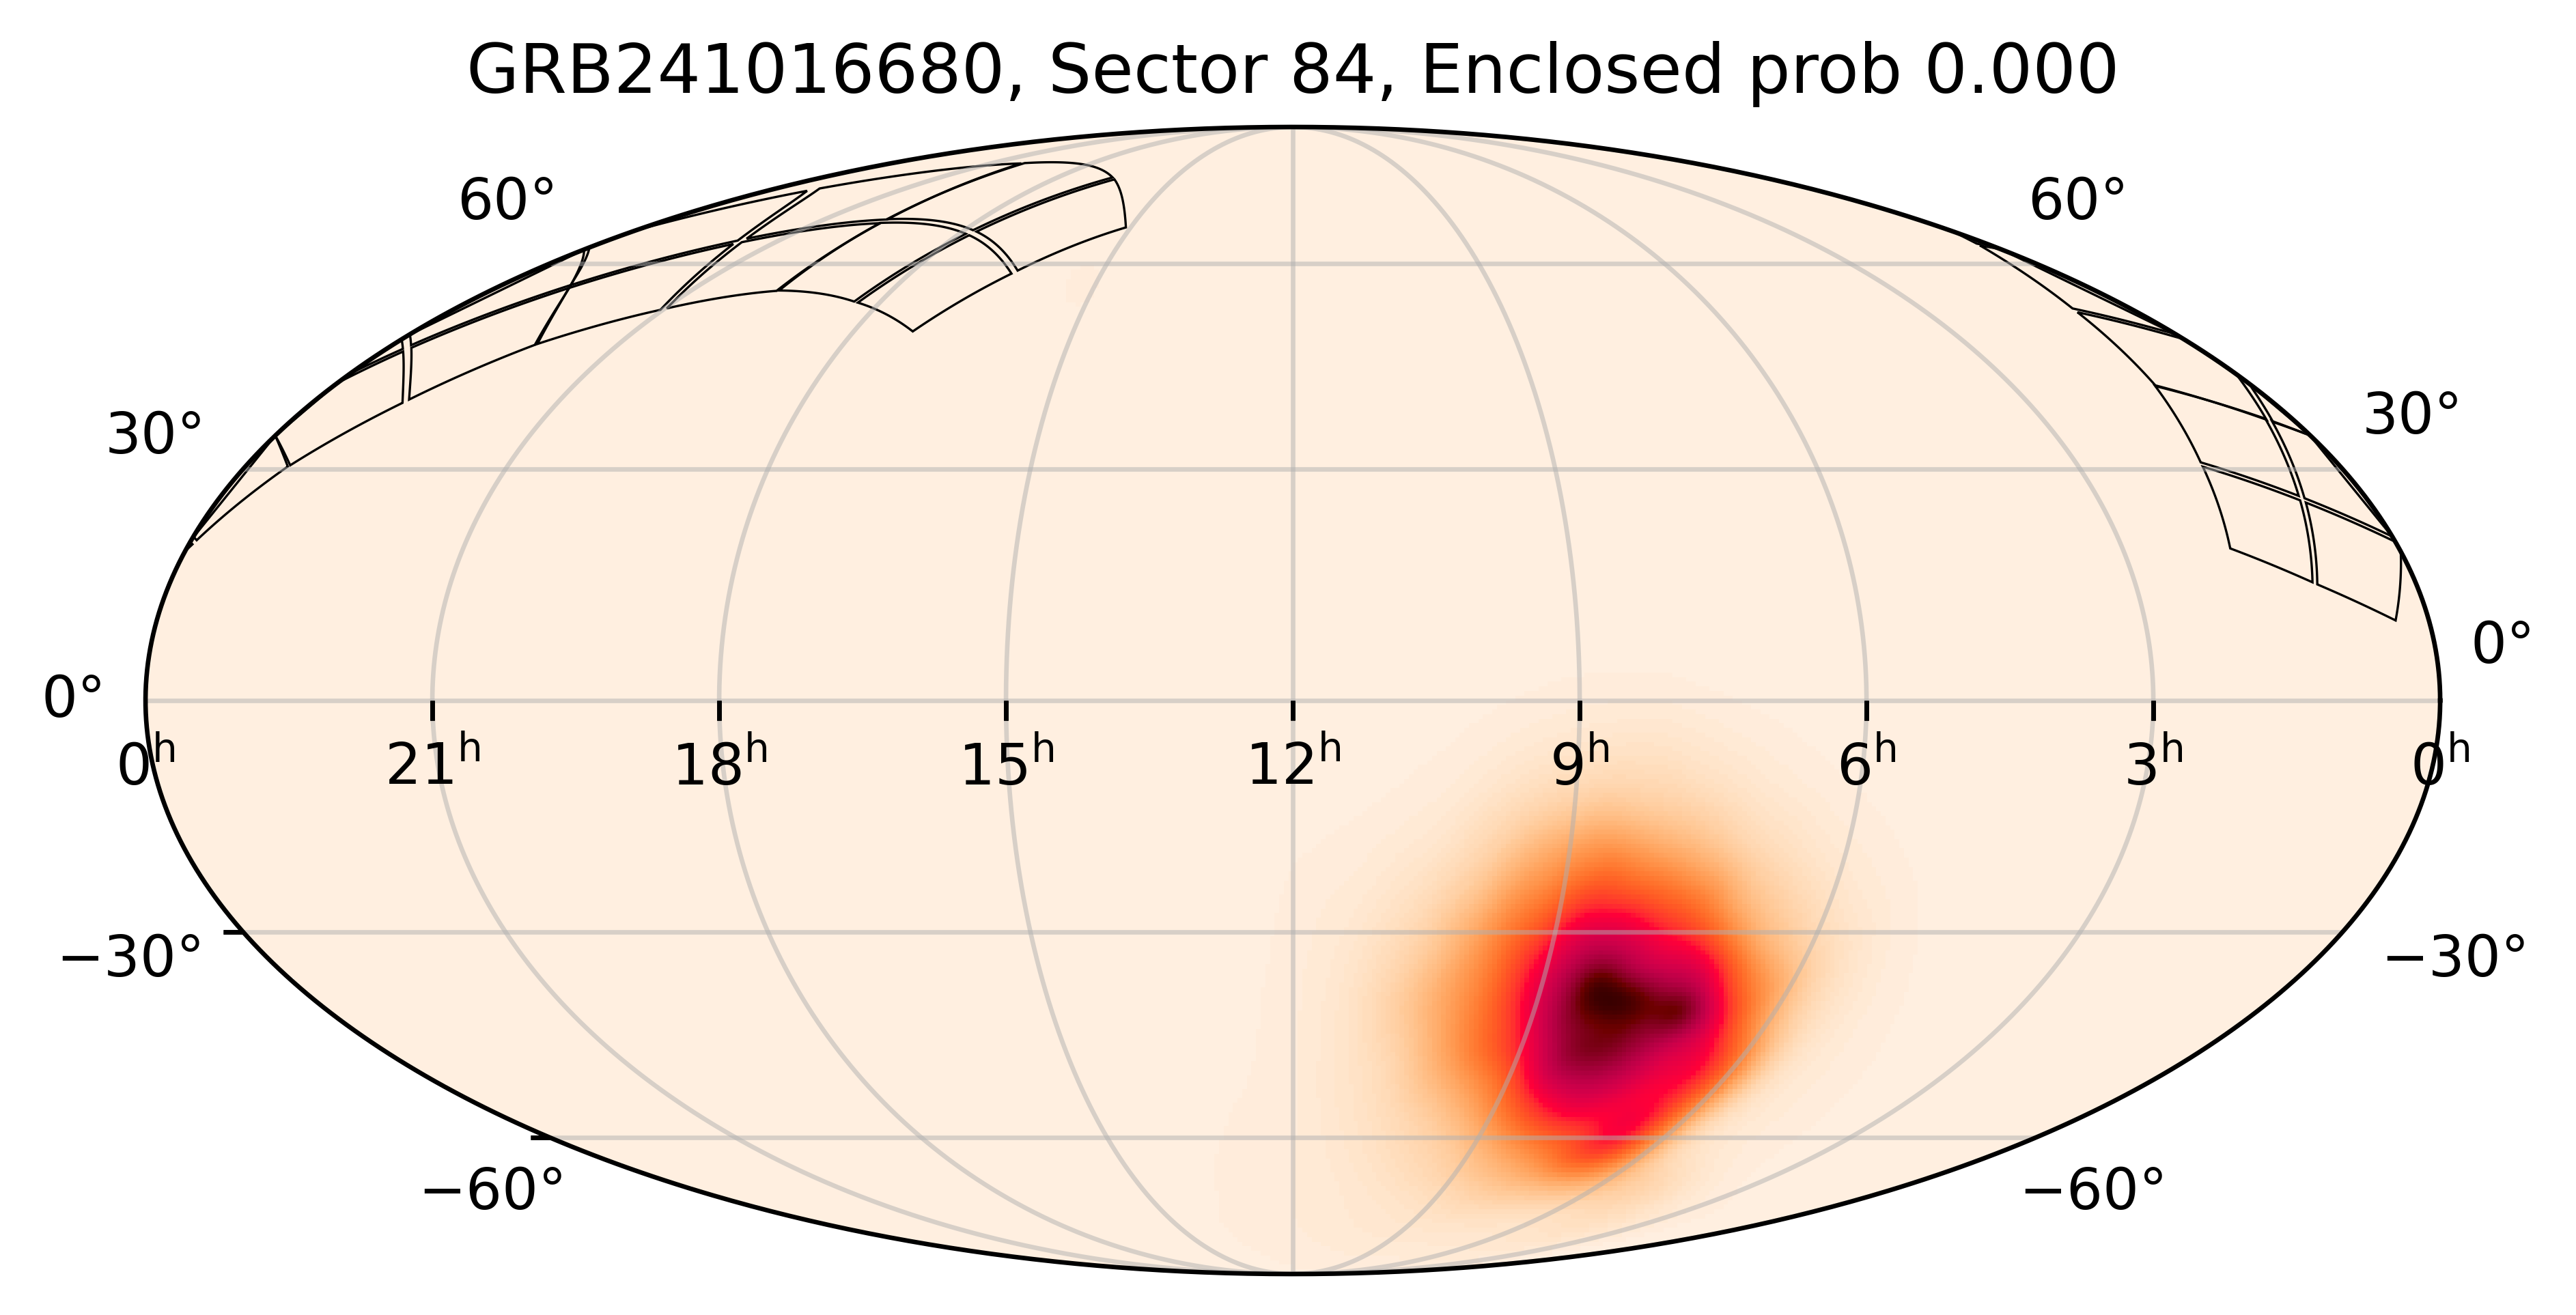 GRB241016680, Sector 84, Enclosed prob 0.000
60° 60°
30° 30°
0° 0°
0ʰ 21ʰ 18ʰ 15ʰ 12ʰ 9ʰ 6ʰ 3ʰ 0ʰ
−30° −30°
−60° −60°